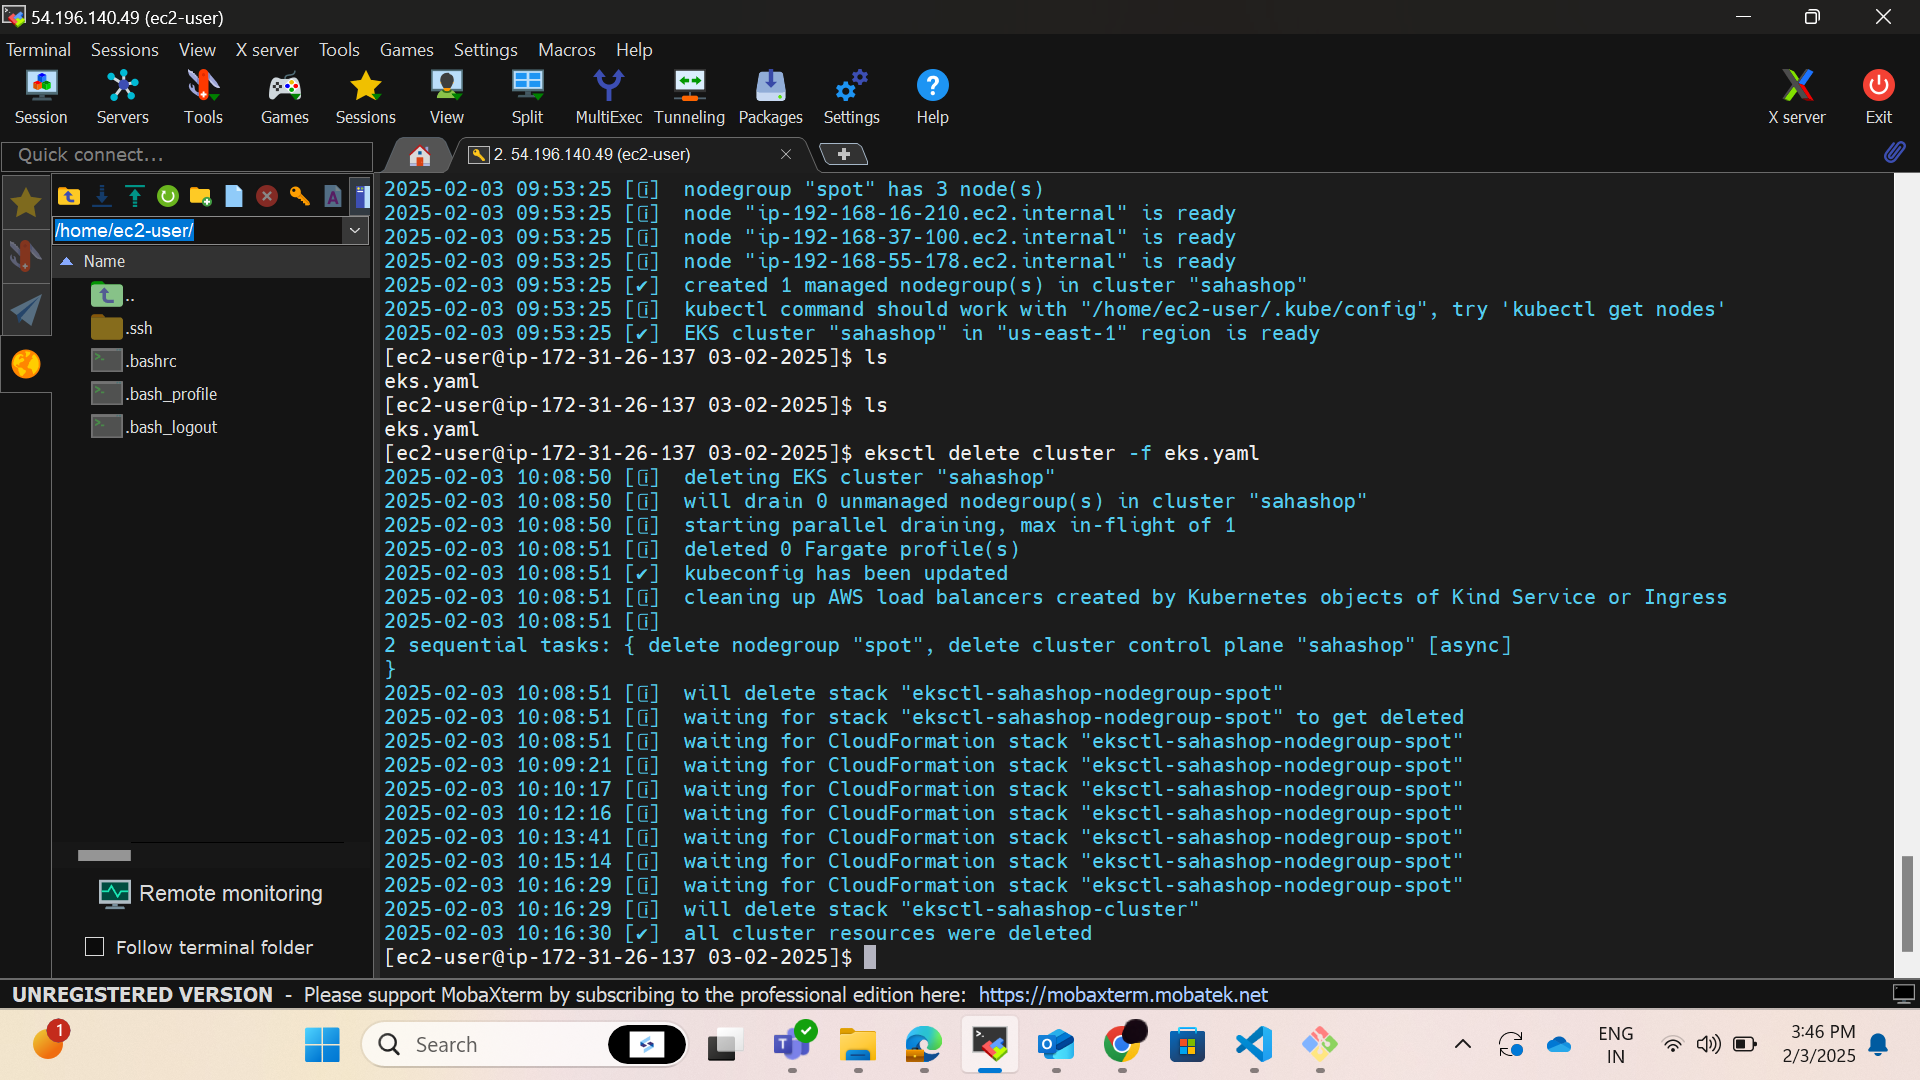 54.196.140.49 (ec2-user)
Terminal Sessions View X server Tools Games Settings Macros Help
Session Servers Tools Games Sessions View Split MultiExec Tunneling Packages Settings Help X server Exit
Quick connect...
2. 54.196.140.49 (ec2-user)
/home/ec2-user/
Name
..
.ssh
.bashrc
.bash_profile
.bash_logout
Remote monitoring
Follow terminal folder
2025-02-03 09:53:25 [i]  nodegroup "spot" has 3 node(s)
2025-02-03 09:53:25 [i]  node "ip-192-168-16-210.ec2.internal" is ready
2025-02-03 09:53:25 [i]  node "ip-192-168-37-100.ec2.internal" is ready
2025-02-03 09:53:25 [i]  node "ip-192-168-55-178.ec2.internal" is ready
2025-02-03 09:53:25 [✔]  created 1 managed nodegroup(s) in cluster "sahashop"
2025-02-03 09:53:25 [i]  kubectl command should work with "/home/ec2-user/.kube/config", try 'kubectl get nodes'
2025-02-03 09:53:25 [✔]  EKS cluster "sahashop" in "us-east-1" region is ready
[ec2-user@ip-172-31-26-137 03-02-2025]$ ls
eks.yaml
[ec2-user@ip-172-31-26-137 03-02-2025]$ ls
eks.yaml
[ec2-user@ip-172-31-26-137 03-02-2025]$ eksctl delete cluster -f eks.yaml
2025-02-03 10:08:50 [i]  deleting EKS cluster "sahashop"
2025-02-03 10:08:50 [i]  will drain 0 unmanaged nodegroup(s) in cluster "sahashop"
2025-02-03 10:08:50 [i]  starting parallel draining, max in-flight of 1
2025-02-03 10:08:51 [i]  deleted 0 Fargate profile(s)
2025-02-03 10:08:51 [✔]  kubeconfig has been updated
2025-02-03 10:08:51 [i]  cleaning up AWS load balancers created by Kubernetes objects of Kind Service or Ingress
2025-02-03 10:08:51 [i]
2 sequential tasks: { delete nodegroup "spot", delete cluster control plane "sahashop" [async]
}
2025-02-03 10:08:51 [i]  will delete stack "eksctl-sahashop-nodegroup-spot"
2025-02-03 10:08:51 [i]  waiting for stack "eksctl-sahashop-nodegroup-spot" to get deleted
2025-02-03 10:08:51 [i]  waiting for CloudFormation stack "eksctl-sahashop-nodegroup-spot"
2025-02-03 10:09:21 [i]  waiting for CloudFormation stack "eksctl-sahashop-nodegroup-spot"
2025-02-03 10:10:17 [i]  waiting for CloudFormation stack "eksctl-sahashop-nodegroup-spot"
2025-02-03 10:12:16 [i]  waiting for CloudFormation stack "eksctl-sahashop-nodegroup-spot"
2025-02-03 10:13:41 [i]  waiting for CloudFormation stack "eksctl-sahashop-nodegroup-spot"
2025-02-03 10:15:14 [i]  waiting for CloudFormation stack "eksctl-sahashop-nodegroup-spot"
2025-02-03 10:16:29 [i]  waiting for CloudFormation stack "eksctl-sahashop-nodegroup-spot"
2025-02-03 10:16:29 [i]  will delete stack "eksctl-sahashop-cluster"
2025-02-03 10:16:30 [✔]  all cluster resources were deleted
[ec2-user@ip-172-31-26-137 03-02-2025]$
UNREGISTERED VERSION - Please support MobaXterm by subscribing to the professional edition here: https://mobaxterm.mobatek.net
1
Search
ENG
IN
3:46 PM
2/3/2025